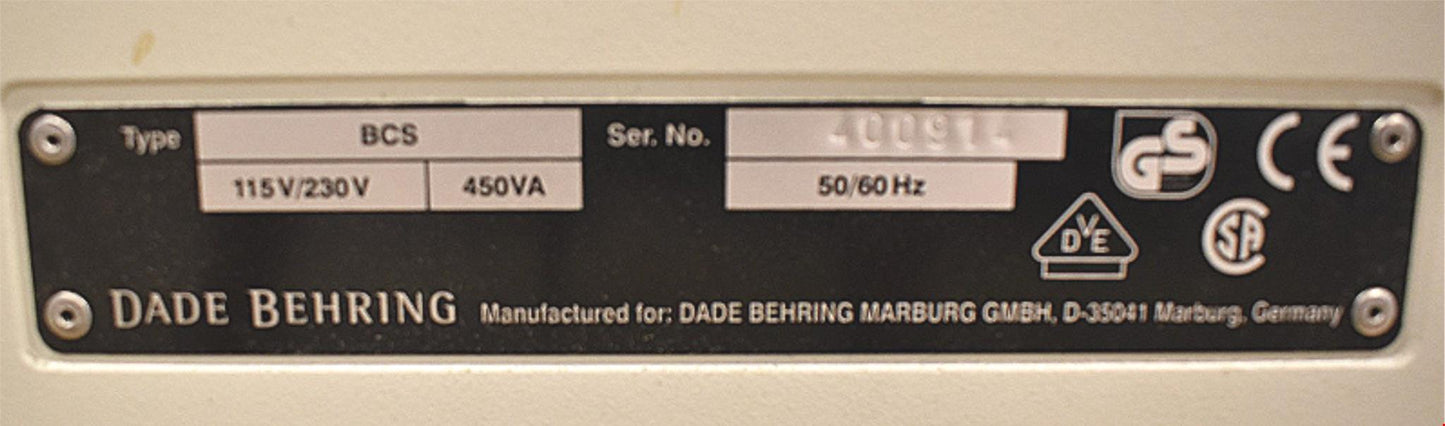 Type BCS Ser. No. 400914
115V/230V 450VA 50/60 Hz
GS CE
DVE SA
DADE BEHRING Manufactured for: DADE BEHRING MARBURG GMBH, D-35041 Marburg, Germany